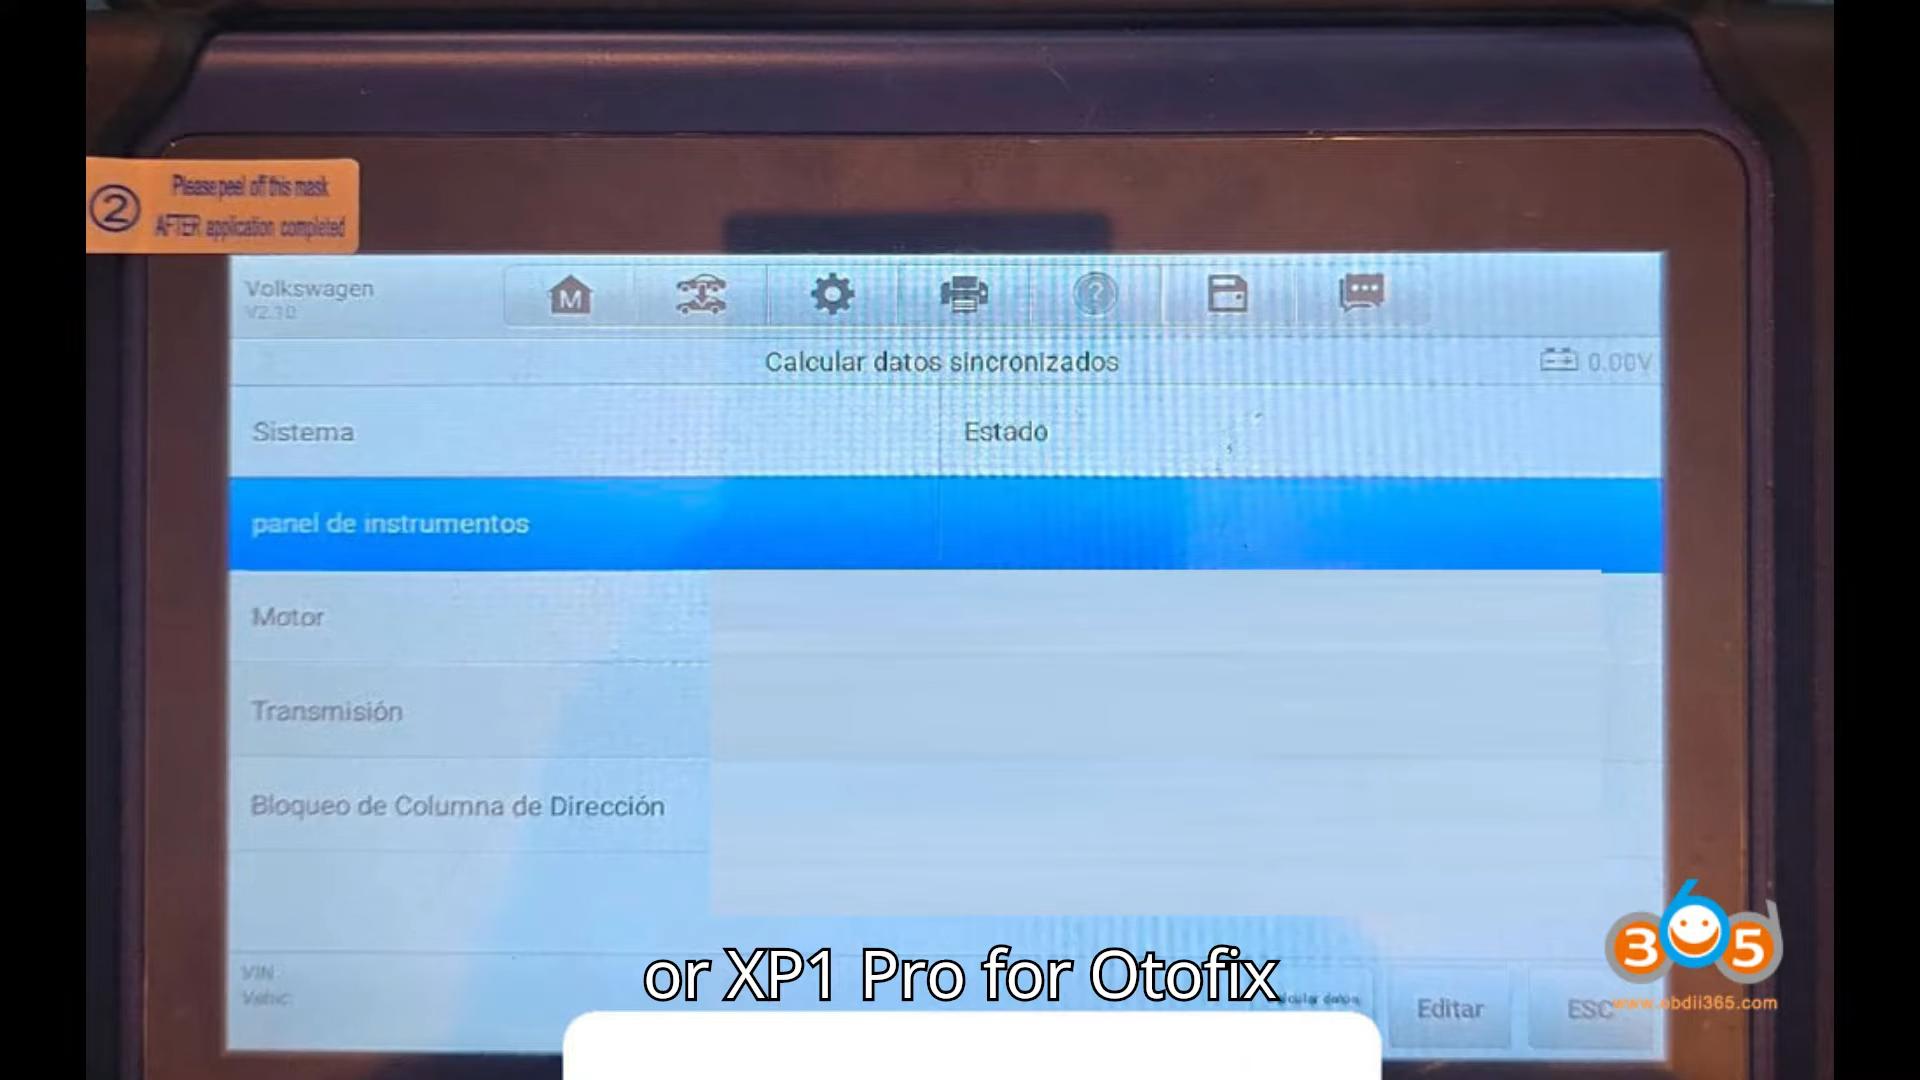 ②
Please peel off this mask
AFTER application completed
Volkswagen
V2.10
M
?
Calcular datos sincronizados
0.00V
Sistema
Estado
panel de instrumentos
Motor
Transmisión
Bloqueo de Columna de Dirección
VIN
or XP1 Pro for Otofix
datos
Editar
ESC
365
www.obdii365.com